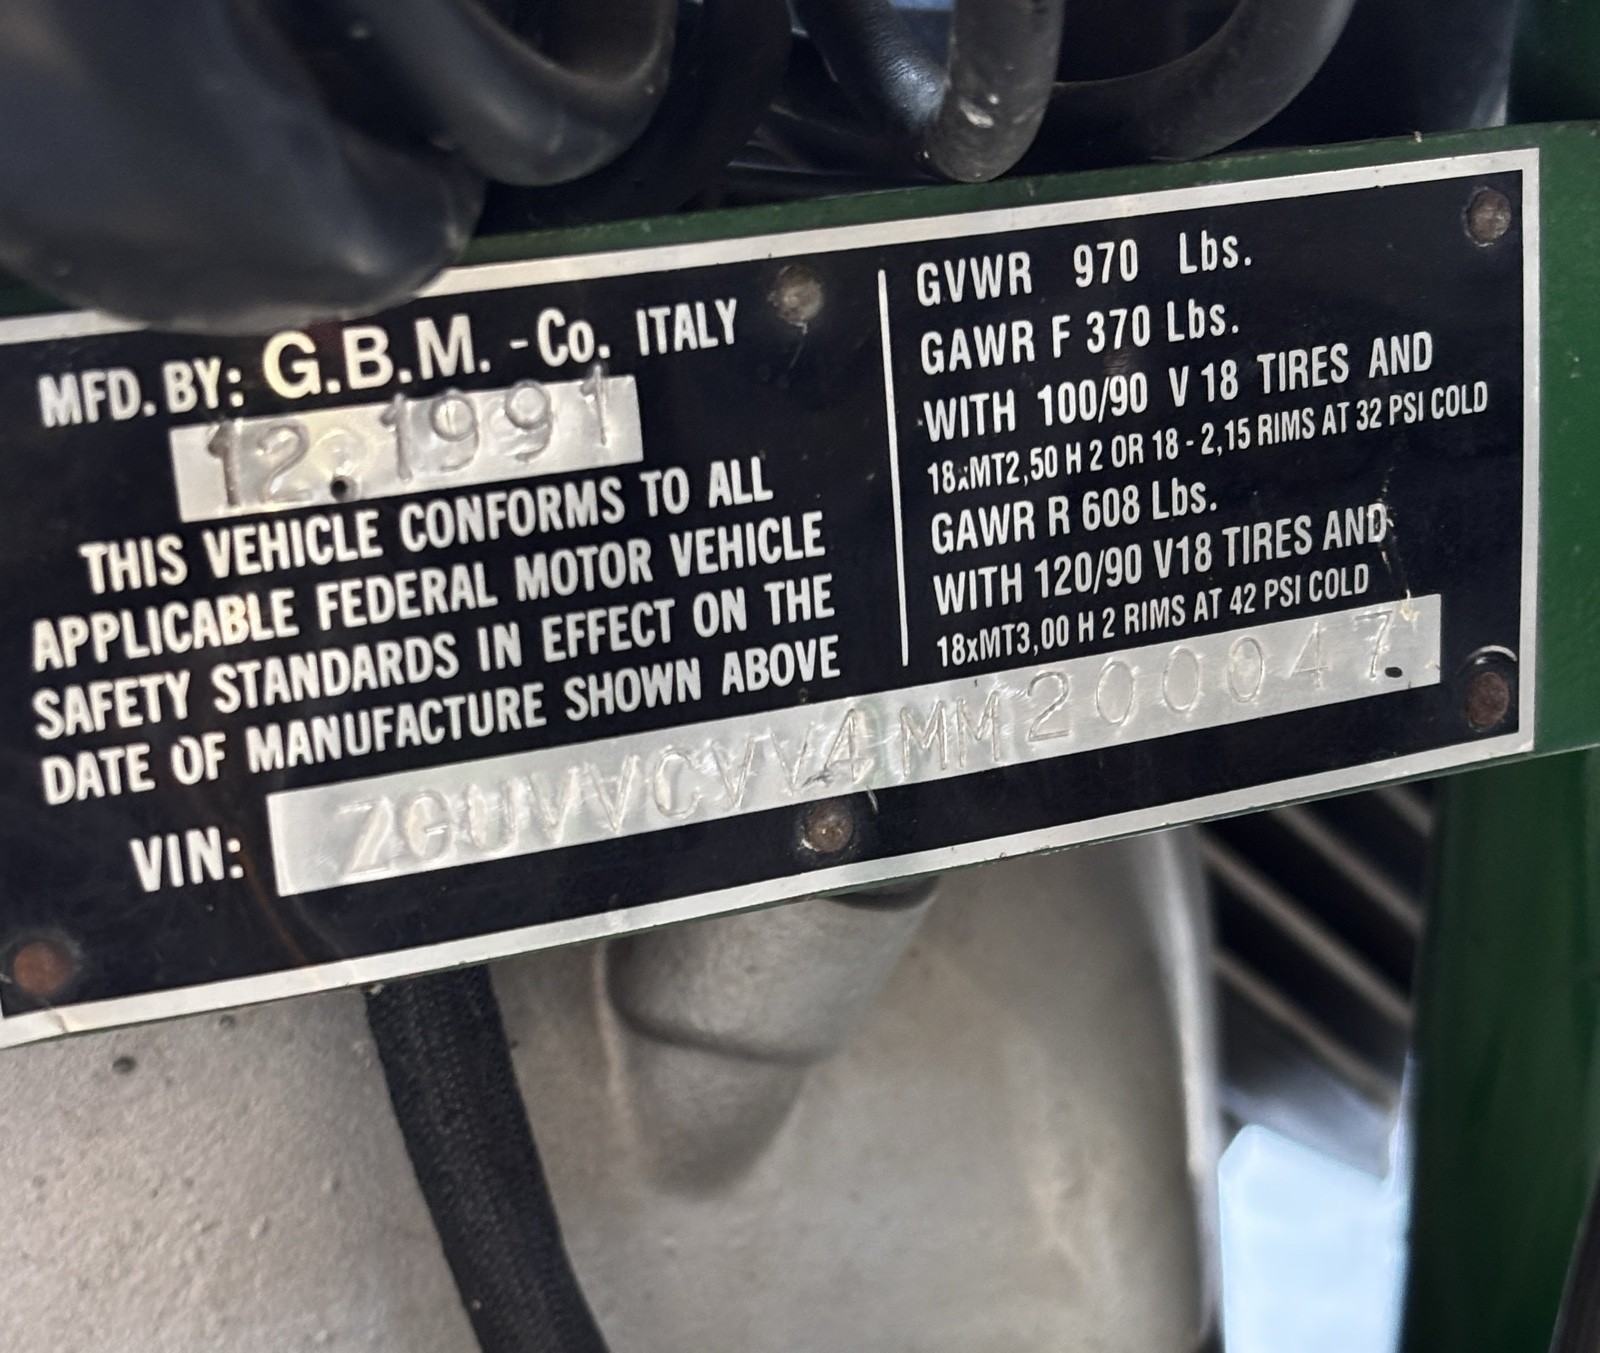 MFD. BY: G.B.M. - Co. ITALY
12.1991
THIS VEHICLE CONFORMS TO ALL
APPLICABLE FEDERAL MOTOR VEHICLE
SAFETY STANDARDS IN EFFECT ON THE
DATE OF MANUFACTURE SHOWN ABOVE
GVWR 970 Lbs.
GAWR F 370 Lbs.
WITH 100/90 V 18 TIRES AND
18xMT2,50 H 2 OR 18 - 2,15 RIMS AT 32 PSI COLD
GAWR R 608 Lbs.
WITH 120/90 V18 TIRES AND
18xMT3,00 H 2 RIMS AT 42 PSI COLD
VIN: ZGUVVCVV4MM200047